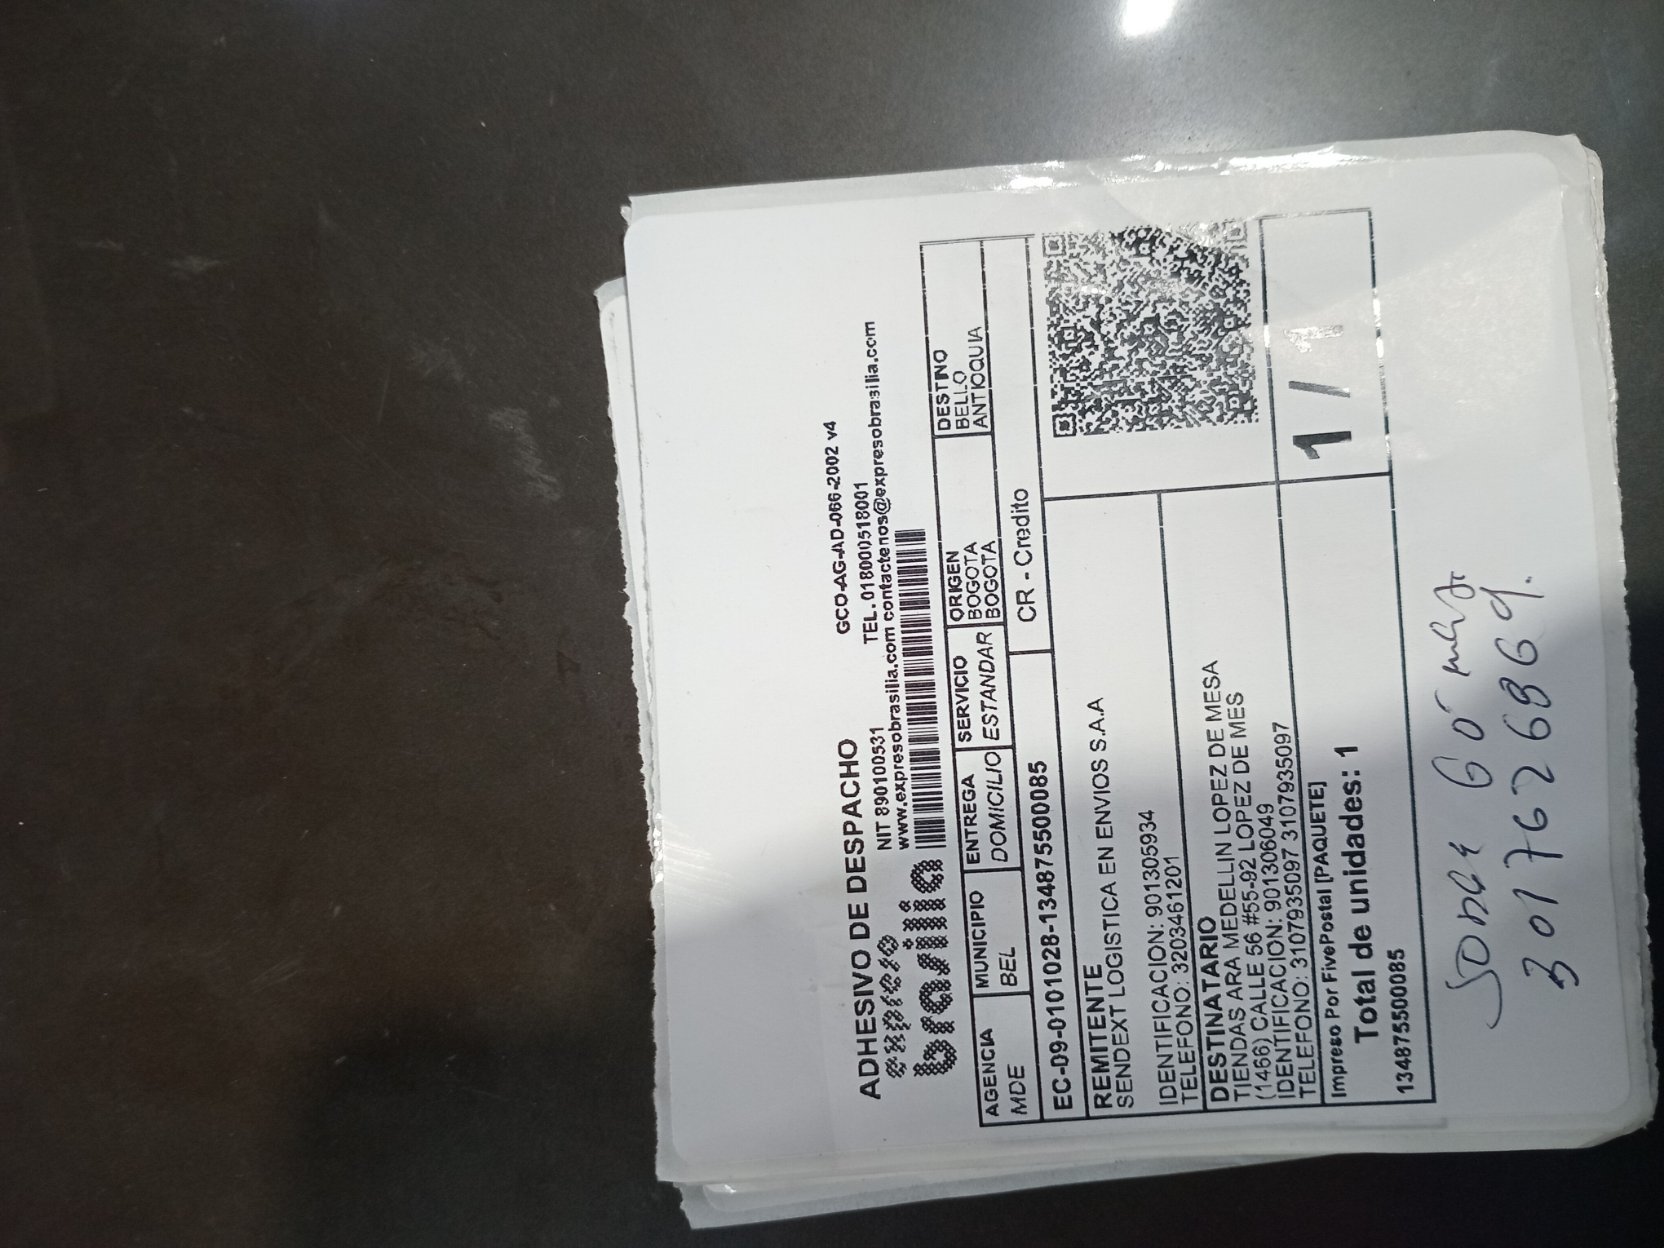 ADHESIVO DE DESPACHO
GCO-AG-AD-066-2002 v4
expreso
brasilia
NIT 890100531
TEL.018000518001
www.expresobrasilia.com contactenos@expresobrasilia.com
AGENCIA MUNICIPIO ENTREGA SERVICIO ORIGEN DESTINO
MDE BEL DOMICILIO ESTANDAR BOGOTA BELLO
BOGOTA ANTIOQUIA
EC-09-0101028-134875500085 CR - Credito
REMITENTE
SENDEXT LOGISTICA EN ENVIOS S.A.A
IDENTIFICACION: 901305934
TELEFONO: 3203461201
DESTINATARIO
TIENDAS ARA MEDELLIN LOPEZ DE MESA
(1466) CALLE 56 #55-92 LOPEZ DE MES
IDENTIFICACION: 901306049
TELEFONO: 3107935097 3107935097
Impreso Por FivePostal [PAQUETE]
Total de unidades: 1
1 / 1
134875500085
3017626869.